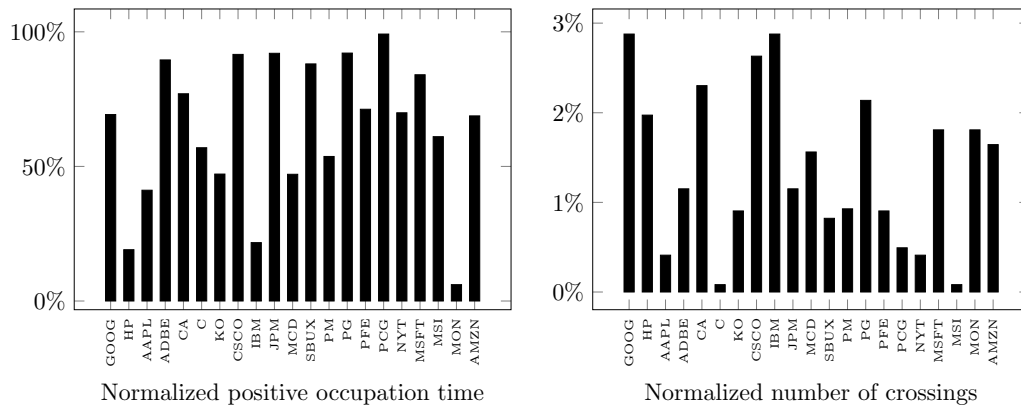 100%
50%
0%
GOOG
HP
AAPL
ADBE
CA
C
KO
CSCO
IBM
JPM
MCD
SBUX
PM
PG
PFE
PCG
NYT
MSFT
MSI
MON
AMZN
Normalized positive occupation time
3%
2%
1%
0%
GOOG
HP
AAPL
ADBE
CA
C
KO
CSCO
IBM
JPM
MCD
SBUX
PM
PG
PFE
PCG
NYT
MSFT
MSI
MON
AMZN
Normalized number of crossings